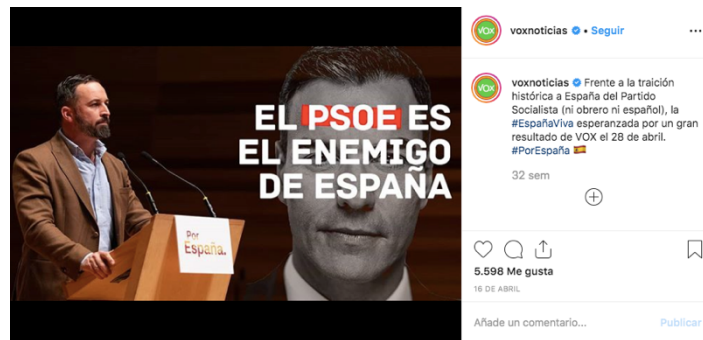 EL PSOE ES
EL ENEMIGO
DE ESPAÑA
Por
España.
VOX
voxnoticias • Seguir
VOX
voxnoticias Frente a la traición
histórica a España del Partido
Socialista (ni obrero ni español), la
#EspañaViva esperanzada por un gran
resultado de VOX el 28 de abril.
#PorEspaña
32 sem
5.598 Me gusta
16 DE ABRIL
Añade un comentario...
Publicar